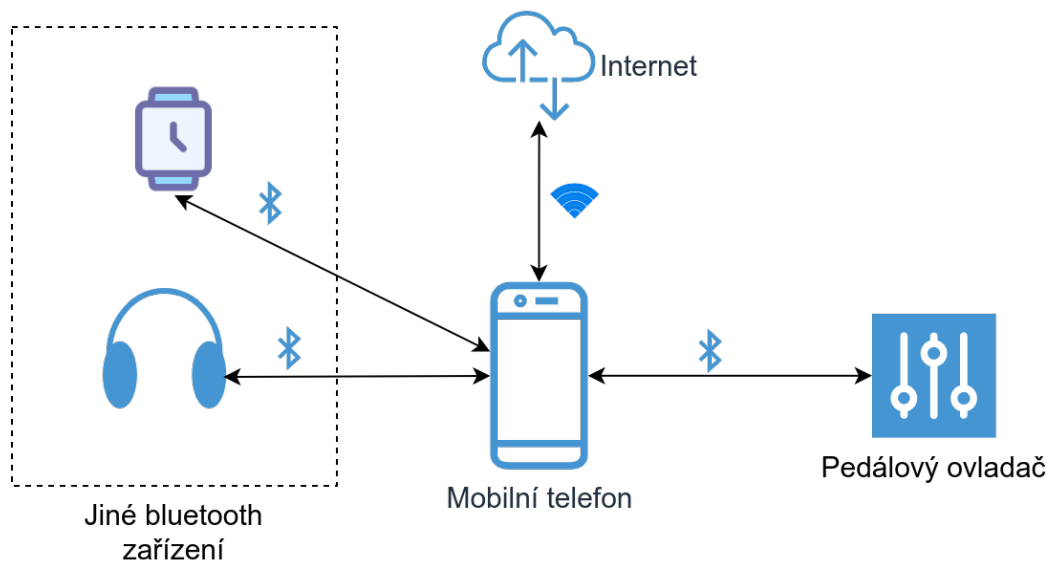 Internet
Mobilní telefon
Pedálový ovladač
Jiné bluetooth
zařízení